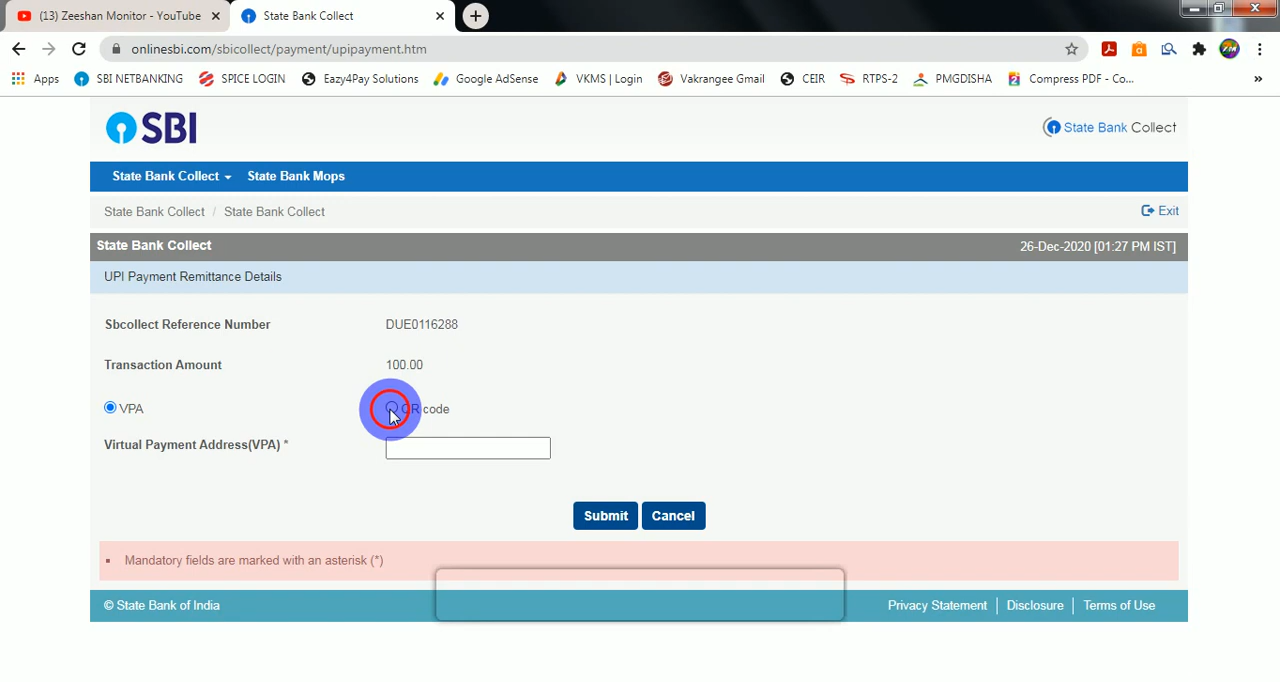 (13) Zeeshan Monitor - YouTube
State Bank Collect
onlinesbi.com/sbicollect/payment/upipayment.htm
Apps SBI NETBANKING SPICE LOGIN Eazy4Pay Solutions Google AdSense VKMS | Login Vakrangee Gmail CEIR RTPS-2 PMGDISHA Compress PDF - Co... »
SBI
State Bank Collect
State Bank Collect State Bank Mops
State Bank Collect / State Bank Collect Exit
State Bank Collect 26-Dec-2020 [01:27 PM IST]
UPI Payment Remittance Details
Sbcollect Reference Number DUE0116288
Transaction Amount 100.00
VPA QR code
Virtual Payment Address(VPA) *
Submit Cancel
Mandatory fields are marked with an asterisk (*)
© State Bank of India Privacy Statement | Disclosure | Terms of Use